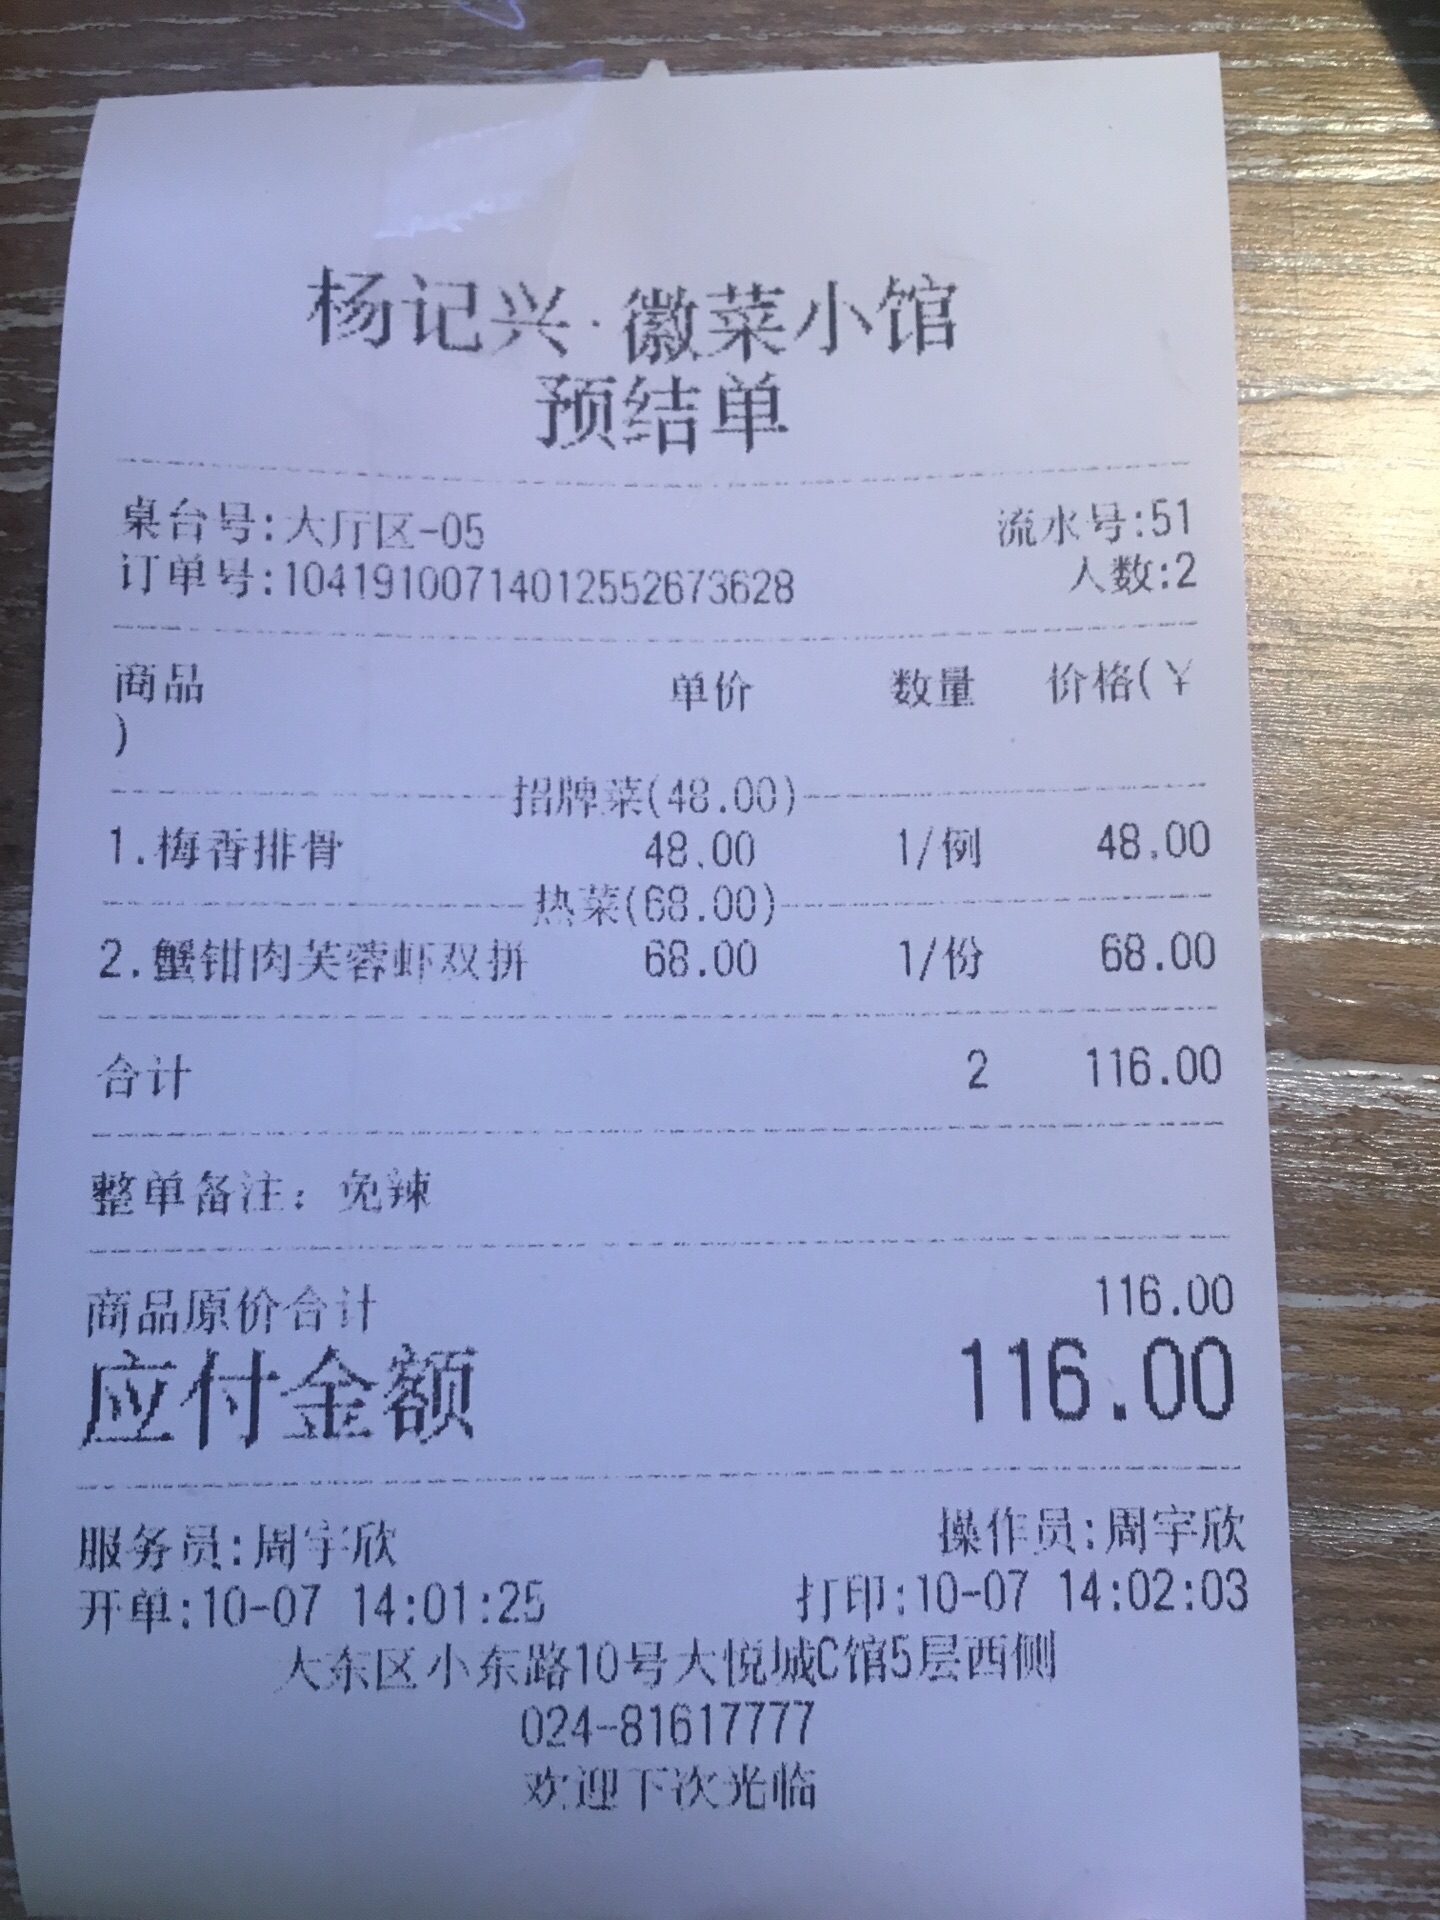 杨记兴·徽菜小馆
预结单
桌台号:大厅区-05 流水号:51
订单号:10419100714012552673628 人数:2
商品 单价 数量 价格(¥
)
招牌菜(48.00)
1.梅香排骨 48.00 1/例 48.00
热菜(68.00)
2.蟹钳肉芙蓉虾双拼 68.00 1/份 68.00
合计 2 116.00
整单备注：免辣
商品原价合计 116.00
应付金额 116.00
服务员:周宇欣 操作员:周宇欣
开单:10-07 14:01:25 打印:10-07 14:02:03
大东区小东路10号大悦城C馆5层西侧
024-81617777
欢迎下次光临